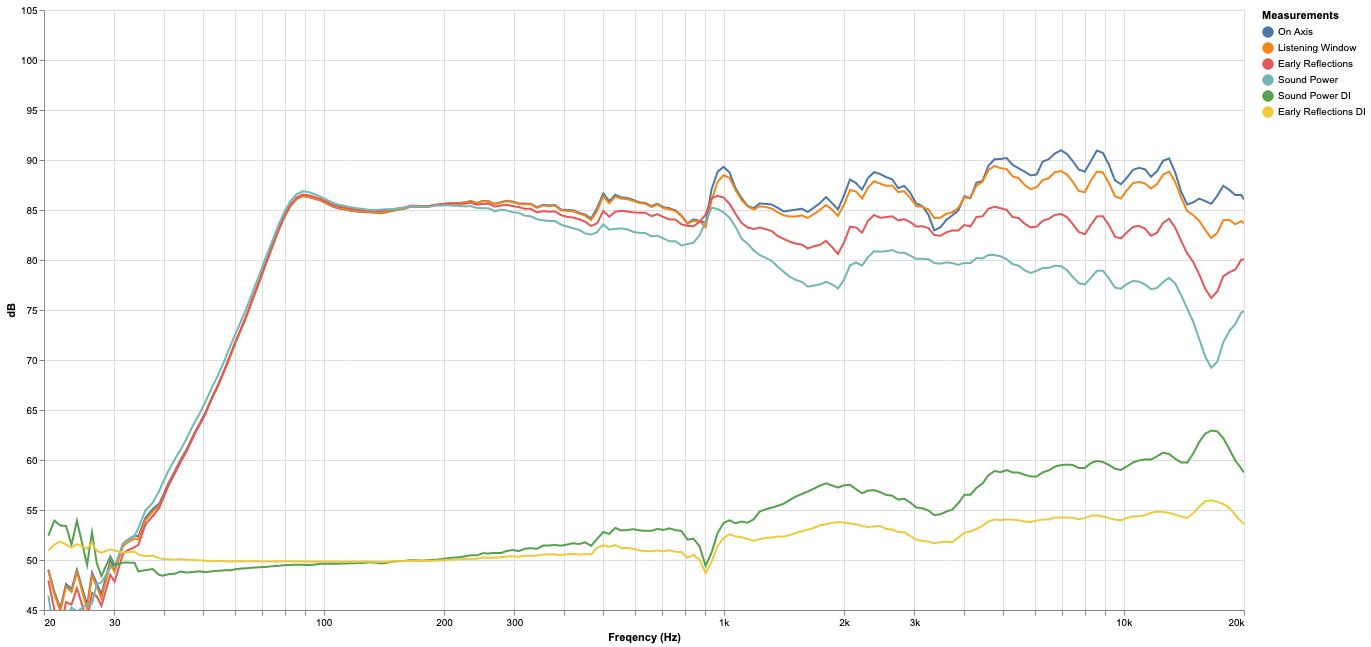 105
100
95
90
85
80
75
70
65
60
55
50
45
dB
20 30 100 200 300 1k 2k 3k 10k 20k
Freqency (Hz)
Measurements
On Axis
Listening Window
Early Reflections
Sound Power
Sound Power DI
Early Reflections DI